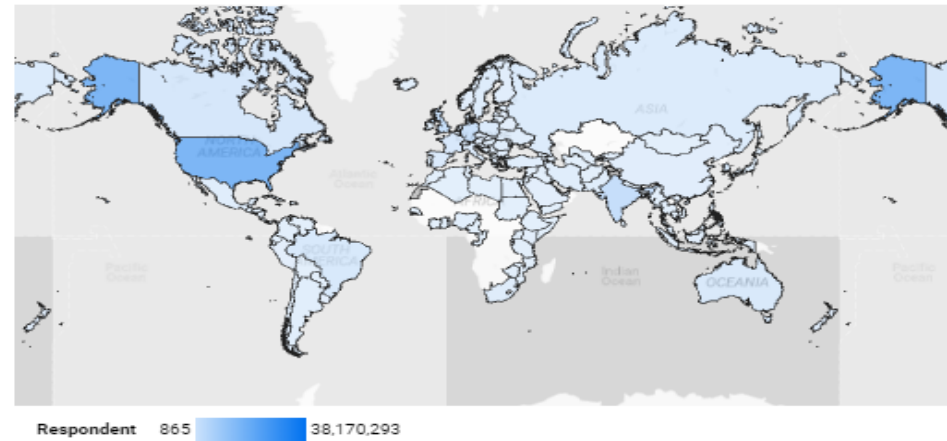 ASIA
NORTH
AMERICA
Atlantic
Ocean
AFRICA
SOUTH
AMERICA
Pacific
Ocean
Indian
Ocean
OCEANIA
Pacific
Ocean
Respondent 865 38,170,293